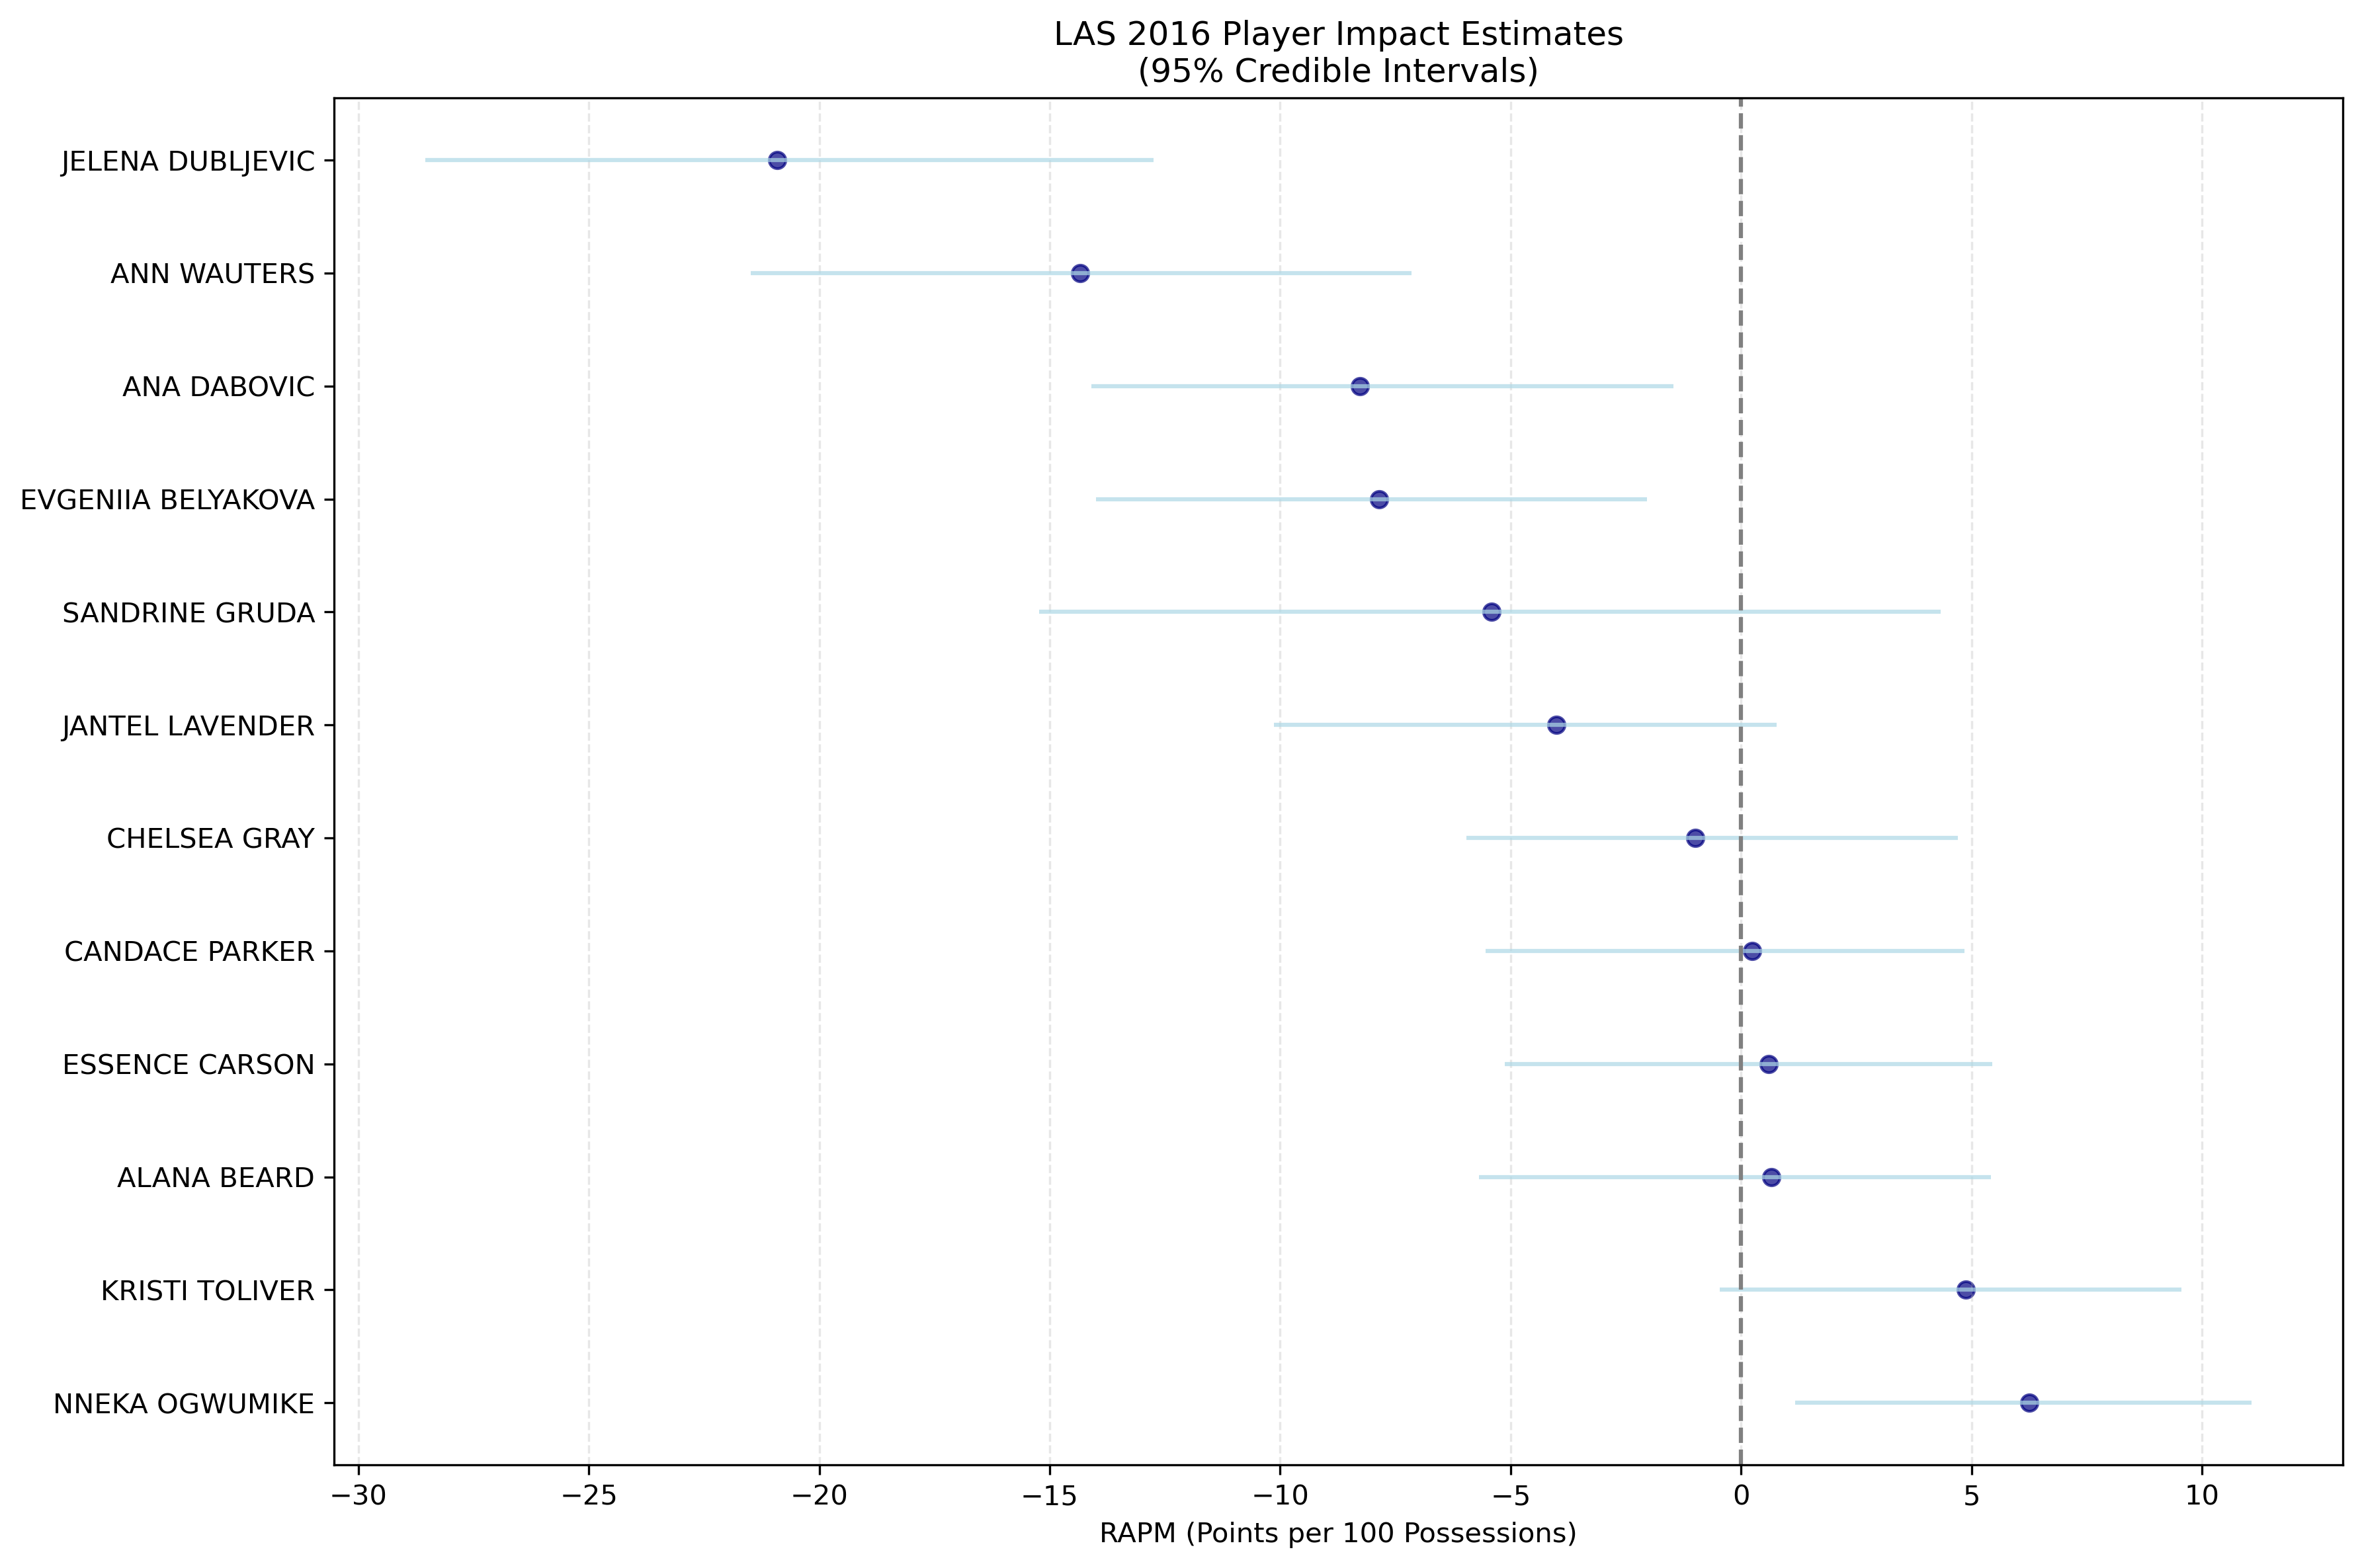 LAS 2016 Player Impact Estimates
(95% Credible Intervals)
JELENA DUBLJEVIC
ANN WAUTERS
ANA DABOVIC
EVGENIIA BELYAKOVA
SANDRINE GRUDA
JANTEL LAVENDER
CHELSEA GRAY
CANDACE PARKER
ESSENCE CARSON
ALANA BEARD
KRISTI TOLIVER
NNEKA OGWUMIKE
−30 −25 −20 −15 −10 −5 0 5 10
RAPM (Points per 100 Possessions)